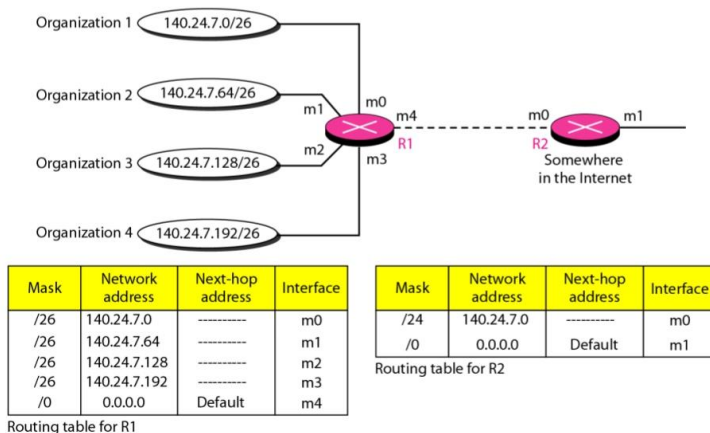 Organization 1 140.24.7.0/26
Organization 2 140.24.7.64/26
m1 m0
m4 m0 m1
R1 R2
m2 m3
Organization 3 140.24.7.128/26
Somewhere
in the Internet
Organization 4 140.24.7.192/26
Mask Network address Next-hop address Interface
/26 140.24.7.0 ---------- m0
/26 140.24.7.64 ---------- m1
/26 140.24.7.128 ---------- m2
/26 140.24.7.192 ---------- m3
/0 0.0.0.0 Default m4
Routing table for R1
Mask Network address Next-hop address Interface
/24 140.24.7.0 ---------- m0
/0 0.0.0.0 Default m1
Routing table for R2